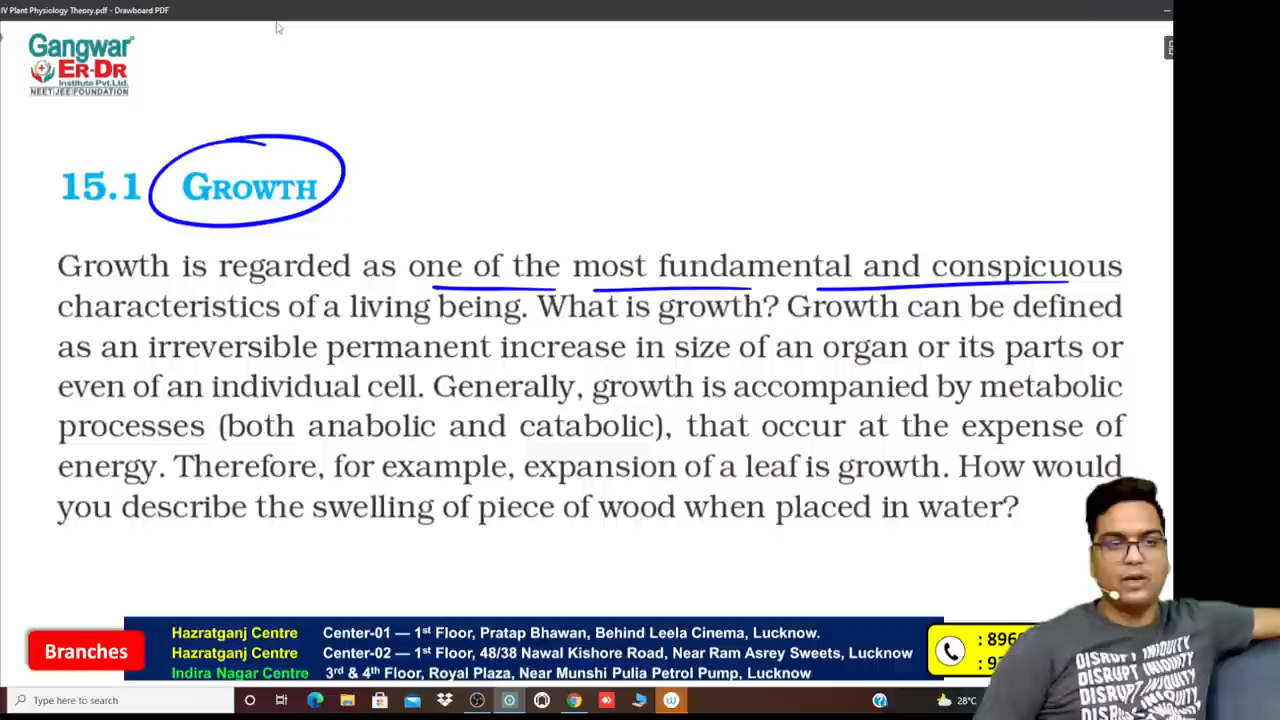 IV Plant Physiology Theory.pdf - Drawboard PDF
Gangwar
ER-DR
Institute Pvt.Ltd.
NEET|JEE|FOUNDATION
15.1 GROWTH
Growth is regarded as one of the most fundamental and conspicuous
characteristics of a living being. What is growth? Growth can be defined
as an irreversible permanent increase in size of an organ or its parts or
even of an individual cell. Generally, growth is accompanied by metabolic
processes (both anabolic and catabolic), that occur at the expense of
energy. Therefore, for example, expansion of a leaf is growth. How would
you describe the swelling of piece of wood when placed in water?
Branches
Hazratganj Centre Center-01 — 1st Floor, Pratap Bhawan, Behind Leela Cinema, Lucknow.
Hazratganj Centre Center-02 — 1st Floor, 48/38 Nawal Kishore Road, Near Ram Asrey Sweets, Lucknow
Indira Nagar Centre 3rd & 4th Floor, Royal Plaza, Near Munshi Pulia Petrol Pump, Lucknow
DISRUPT INIQUITY
DISRUPT INIQUITY
DISRUPT INIQUITY
DISRUPT INIQUITY
Type here to search
28°C